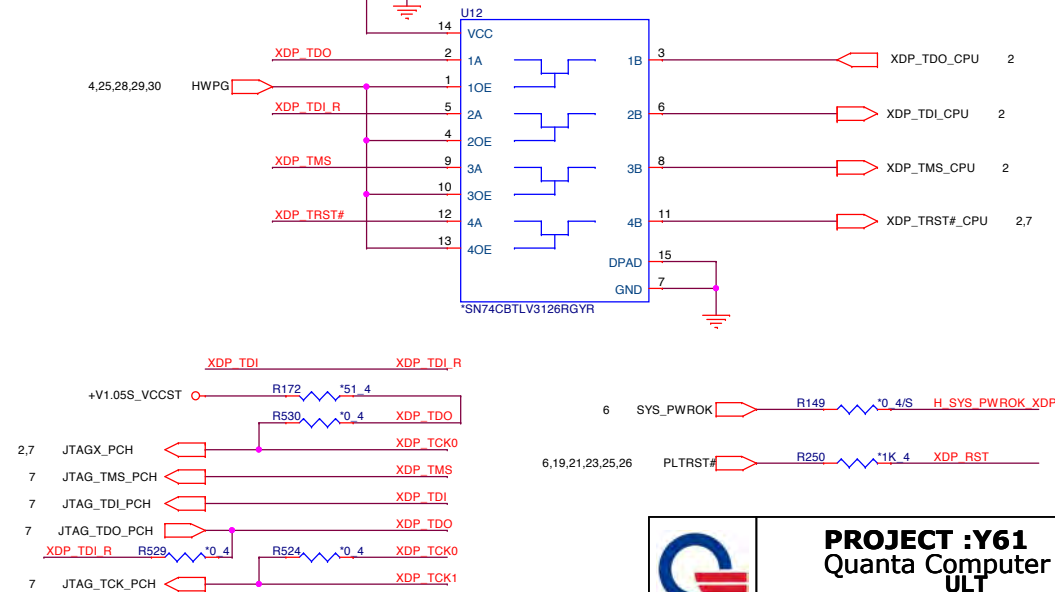 U12
14 VCC
XDP_TDO 2 1A 1B 3 XDP_TDO_CPU 2
4,25,28,29,30 HWPG 1 1OE
XDP_TDI_R 5 2A 2B 6 XDP_TDI_CPU 2
4 2OE
XDP_TMS 9 3A 3B 8 XDP_TMS_CPU 2
10 3OE
XDP_TRST# 12 4A 4B 11 XDP_TRST#_CPU 2,7
13 4OE
DPAD 15
GND 7
*SN74CBTLV3126RGYR
XDP_TDI XDP_TDI_R
+V1.05S_VCCST R172 *51_4
R530 *0_4 XDP_TDO
2,7 JTAGX_PCH XDP_TCK0
7 JTAG_TMS_PCH XDP_TMS
7 JTAG_TDI_PCH XDP_TDI
7 JTAG_TDO_PCH XDP_TDO
XDP_TDI_R R529 *0_4 R524 *0_4 XDP_TCK0
7 JTAG_TCK_PCH XDP_TCK1
6 SYS_PWROK R149 *0_4/S H_SYS_PWROK_XDP
6,19,21,23,25,26 PLTRST# R250 *1K_4 XDP_RST
PROJECT :Y61
Quanta Computer
ULT